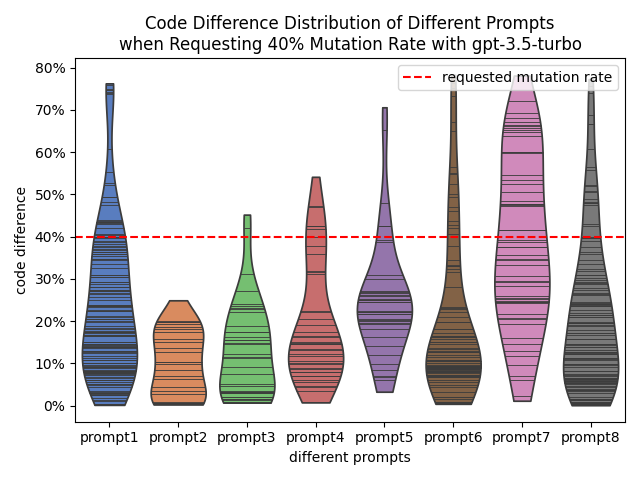 Code Difference Distribution of Different Prompts
when Requesting 40% Mutation Rate with gpt-3.5-turbo
requested mutation rate
80%
70%
60%
50%
40%
30%
20%
10%
0%
code difference
prompt1 prompt2 prompt3 prompt4 prompt5 prompt6 prompt7 prompt8
different prompts